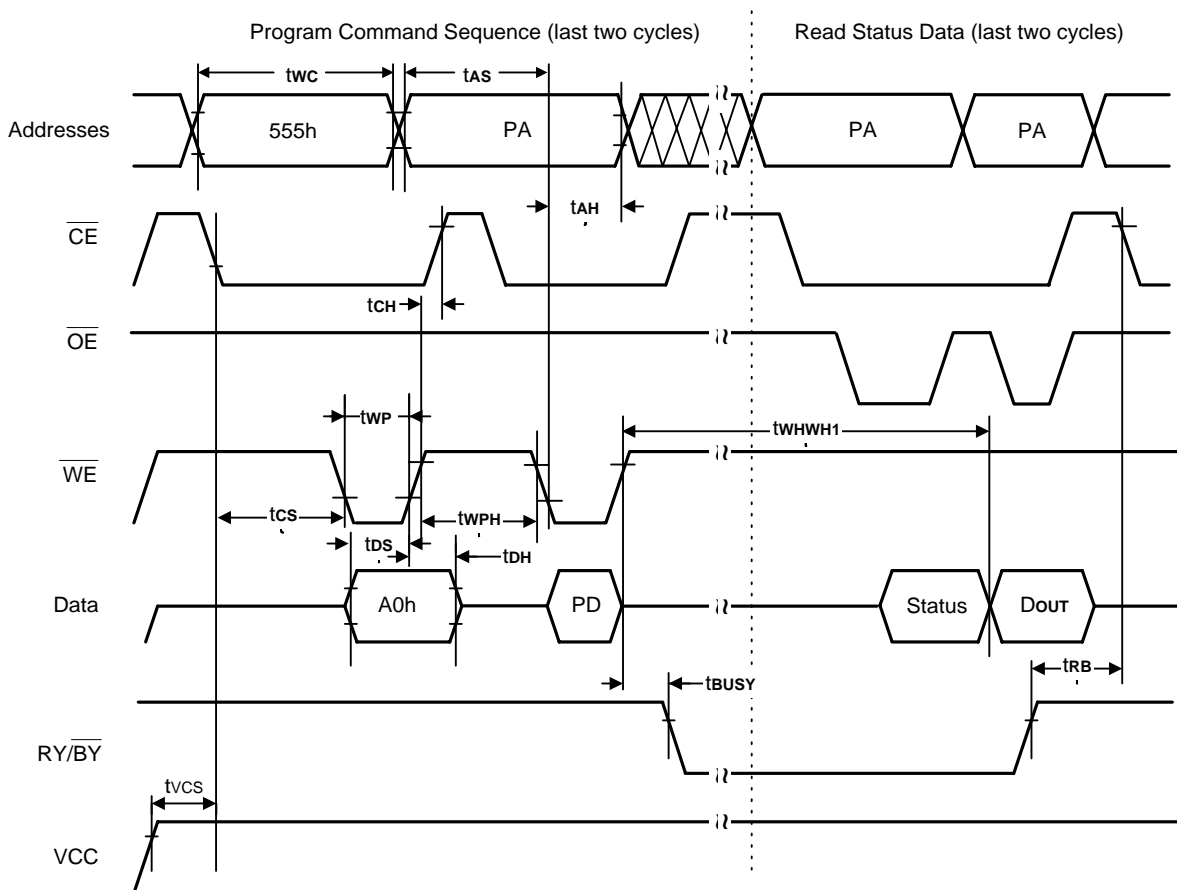 Program Command Sequence (last two cycles)
Read Status Data (last two cycles)
tWC
tAS
Addresses
555h
PA
PA
PA
tAH
CE
tCH
OE
tWP
tWHWH1
WE
tCS
tWPH
tDS
tDH
Data
A0h
PD
Status
DOUT
tBUSY
tRB
RY/BY
tVCS
VCC